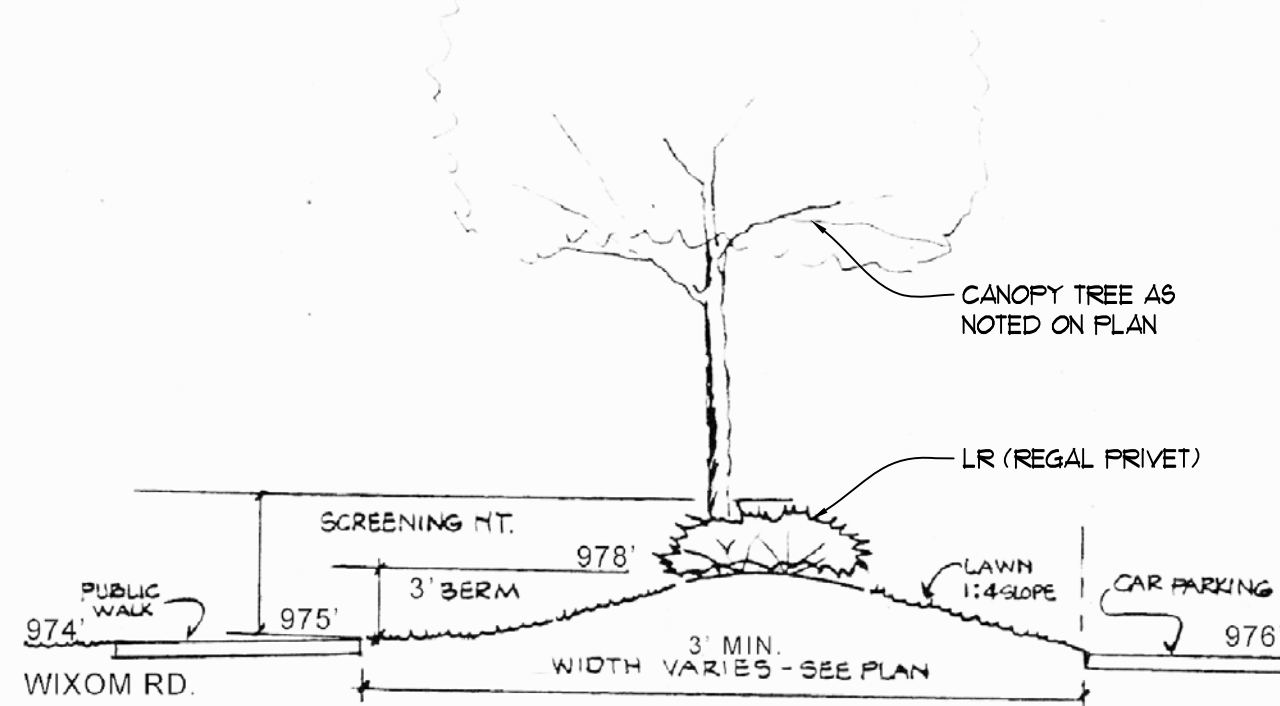 CANOPY TREE AS
NOTED ON PLAN
LR (REGAL PRIVET)
SCREENING HT.
978'
3' BERM
LAWN
1:4 SLOPE
CAR PARKING
PUBLIC
WALK
975'
974'
976'
3' MIN.
WIDTH VARIES - SEE PLAN
WIXOM RD.